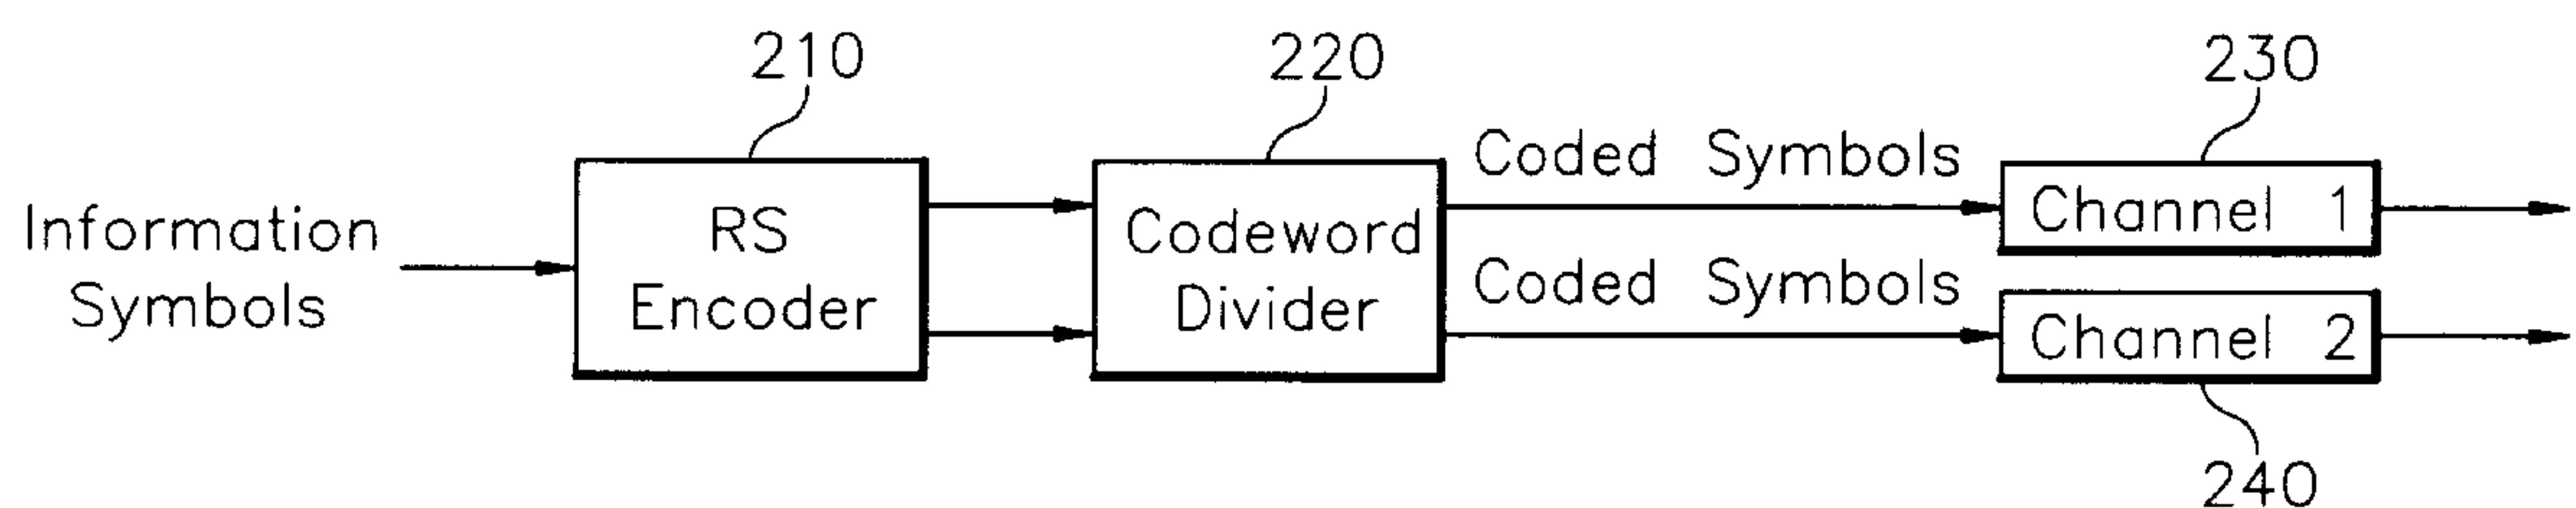 210
220
230
Information
Symbols
RS
Encoder
Codeword
Divider
Coded Symbols
Coded Symbols
Channel 1
Channel 2
240